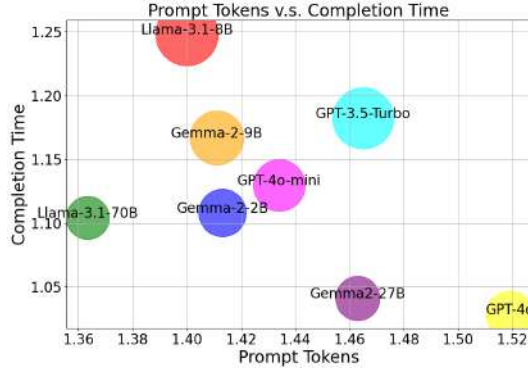 Prompt Tokens v.s. Completion Time
1.25
Llama-3.1-8B
1.20
GPT-3.5-Turbo
Gemma-2-9B
1.15
GPT-4o-mini
Gemma-2-2B
Llama-3.1-70B
1.10
1.05
Gemma2-27B
GPT-4o
Completion Time
1.36 1.38 1.40 1.42 1.44 1.46 1.48 1.50 1.52
Prompt Tokens